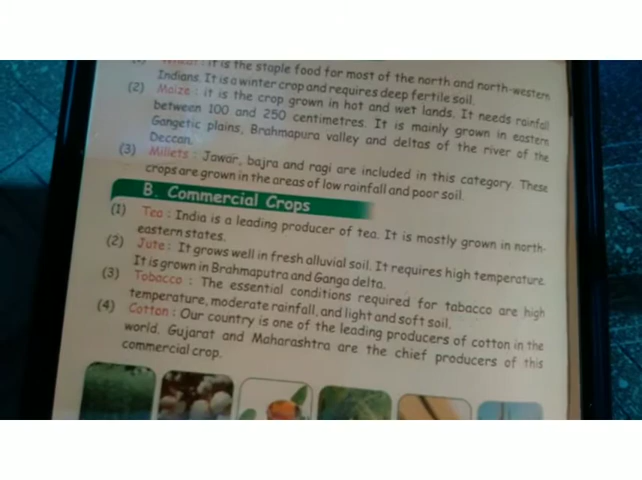 (1) Wheat : it is the staple food for most of the north and north-western
Indians. It is a winter crop and requires deep fertile soil.
(2) Maize : it is the crop grown in hot and wet lands. It needs rainfall
between 100 and 250 centimetres. It is mainly grown in eastern
Gangetic plains, Brahmapura valley and deltas of the river of the
Deccan.
(3) Millets : Jowar, bajra and ragi are included in this category. These
crops are grown in the areas of low rainfall and poor soil.
B. Commercial Crops
(1) Tea : India is a leading producer of tea. It is mostly grown in north-
eastern states.
(2) Jute : It grows well in fresh alluvial soil. It requires high temperature.
It is grown in Brahmaputra and Ganga delta.
(3) Tobacco : The essential conditions required for tabacco are high
temperature, moderate rainfall, and light and soft soil.
(4) Cotton : Our country is one of the leading producers of cotton in the
world. Gujarat and Maharashtra are the chief producers of this
commercial crop.